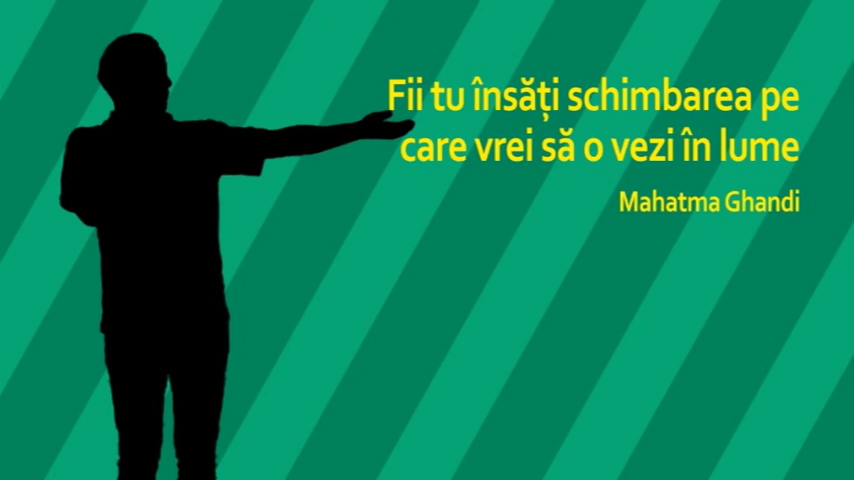 Fii tu însăți schimbarea pe
care vrei să o vezi în lume
Mahatma Ghandi